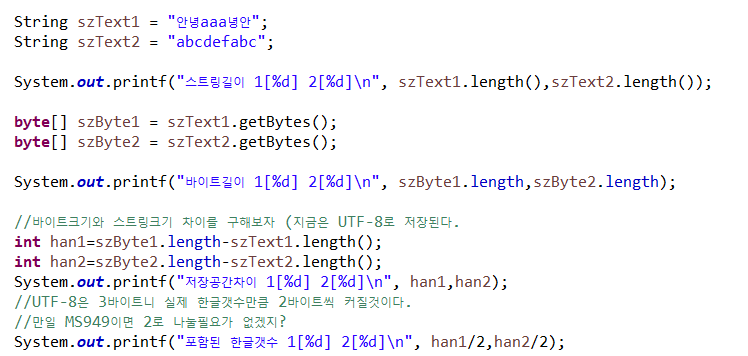 String szText1 = "안녕aaa녕안";
String szText2 = "abcdefabc";
System.out.printf("스트링길이 1[%d] 2[%d]\n", szText1.length(),szText2.length());
byte[] szByte1 = szText1.getBytes();
byte[] szByte2 = szText2.getBytes();
System.out.printf("바이트길이 1[%d] 2[%d]\n", szByte1.length,szByte2.length);
//바이트크기와 스트링크기 차이를 구해보자 (지금은 UTF-8로 저장된다.
int han1=szByte1.length-szText1.length();
int han2=szByte2.length-szText2.length();
System.out.printf("저장공간차이 1[%d] 2[%d]\n", han1,han2);
//UTF-8은 3바이트니 실제 한글갯수만큼 2바이트씩 커질것이다.
//만일 MS949이면 2로 나눌필요가 없겠지?
System.out.printf("포함된 한글갯수 1[%d] 2[%d]\n", han1/2,han2/2);